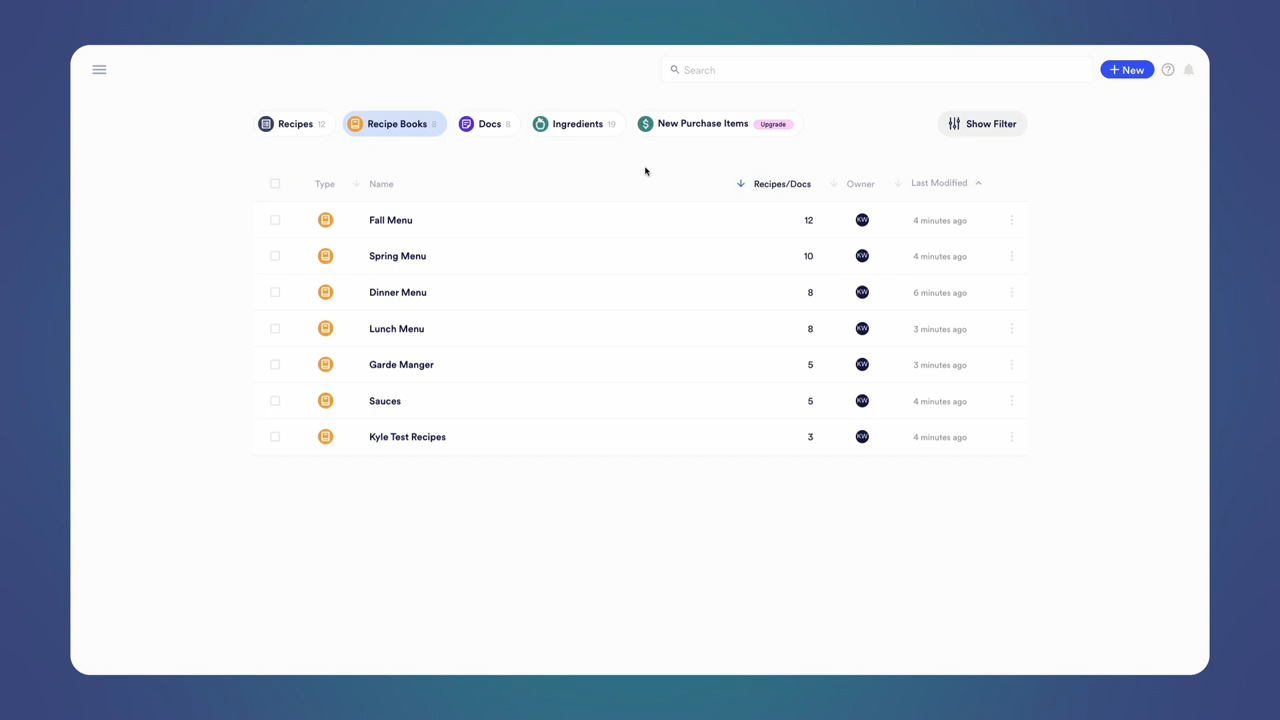 Search
+ New
Recipes 12
Recipe Books
Docs 8
Ingredients 19
New Purchase Items Upgrade
Show Filter
Type
Name
Recipes/Docs
Owner
Last Modified
Fall Menu 12 KW 4 minutes ago
Spring Menu 10 KW 4 minutes ago
Dinner Menu 8 KW 6 minutes ago
Lunch Menu 8 KW 3 minutes ago
Garde Manger 5 KW 3 minutes ago
Sauces 5 KW 4 minutes ago
Kyle Test Recipes 3 KW 4 minutes ago